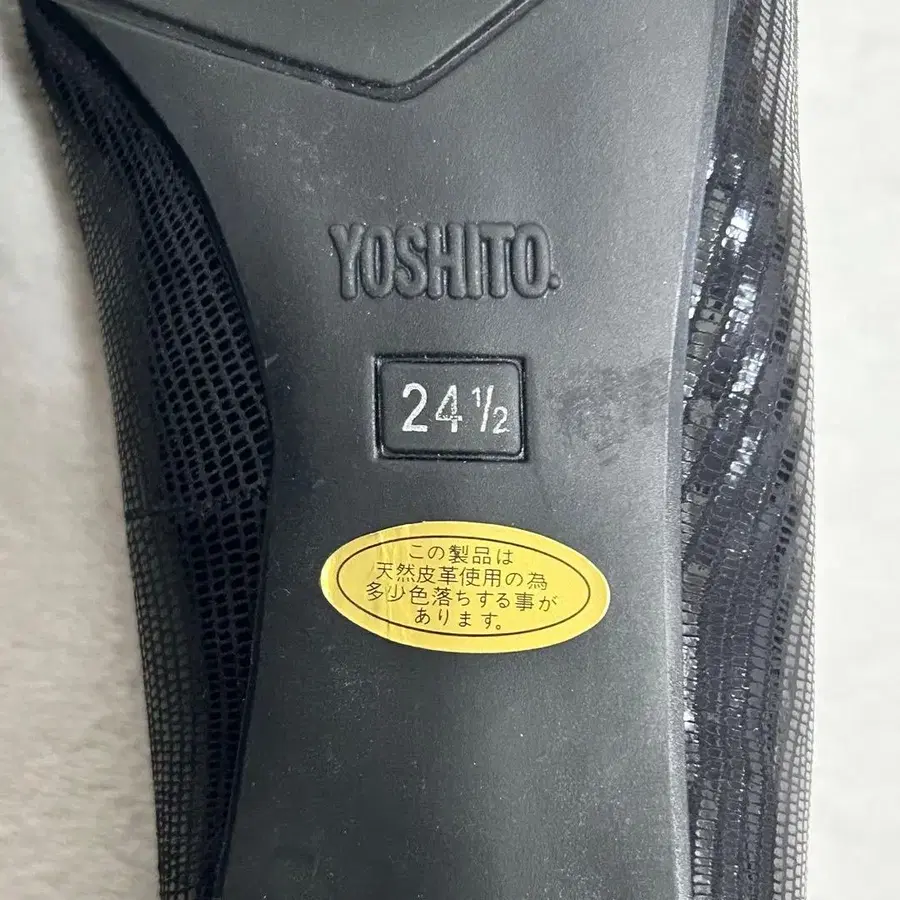 YOSHITO.
24 1/2
この製品は
天然皮革使用の為
多少色落ちする事が
あります。